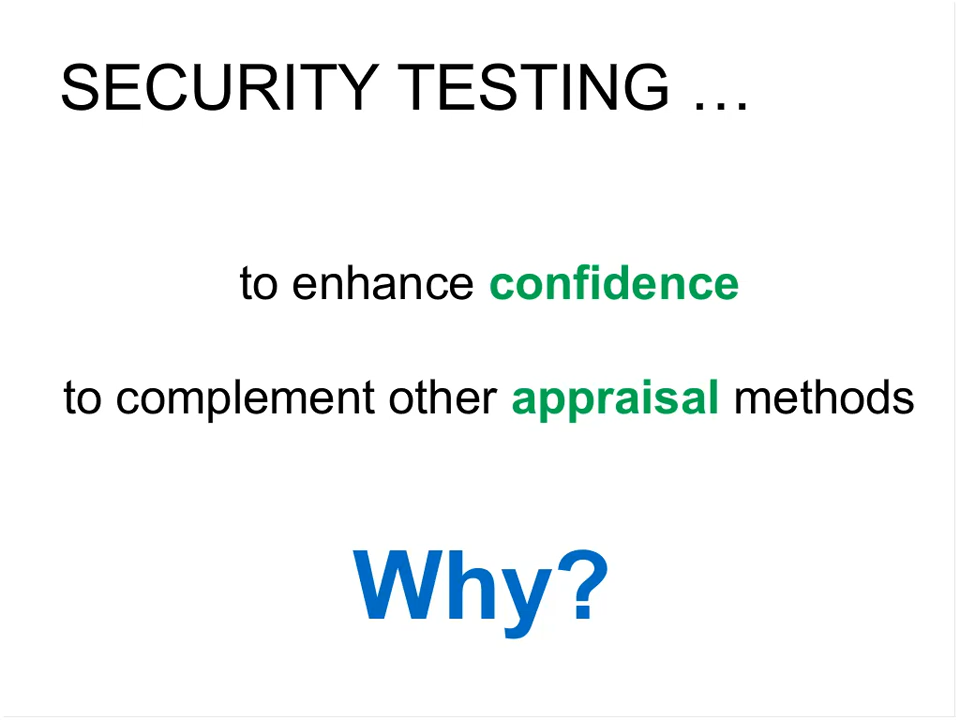 SECURITY TESTING …
to enhance confidence
to complement other appraisal methods
Why?